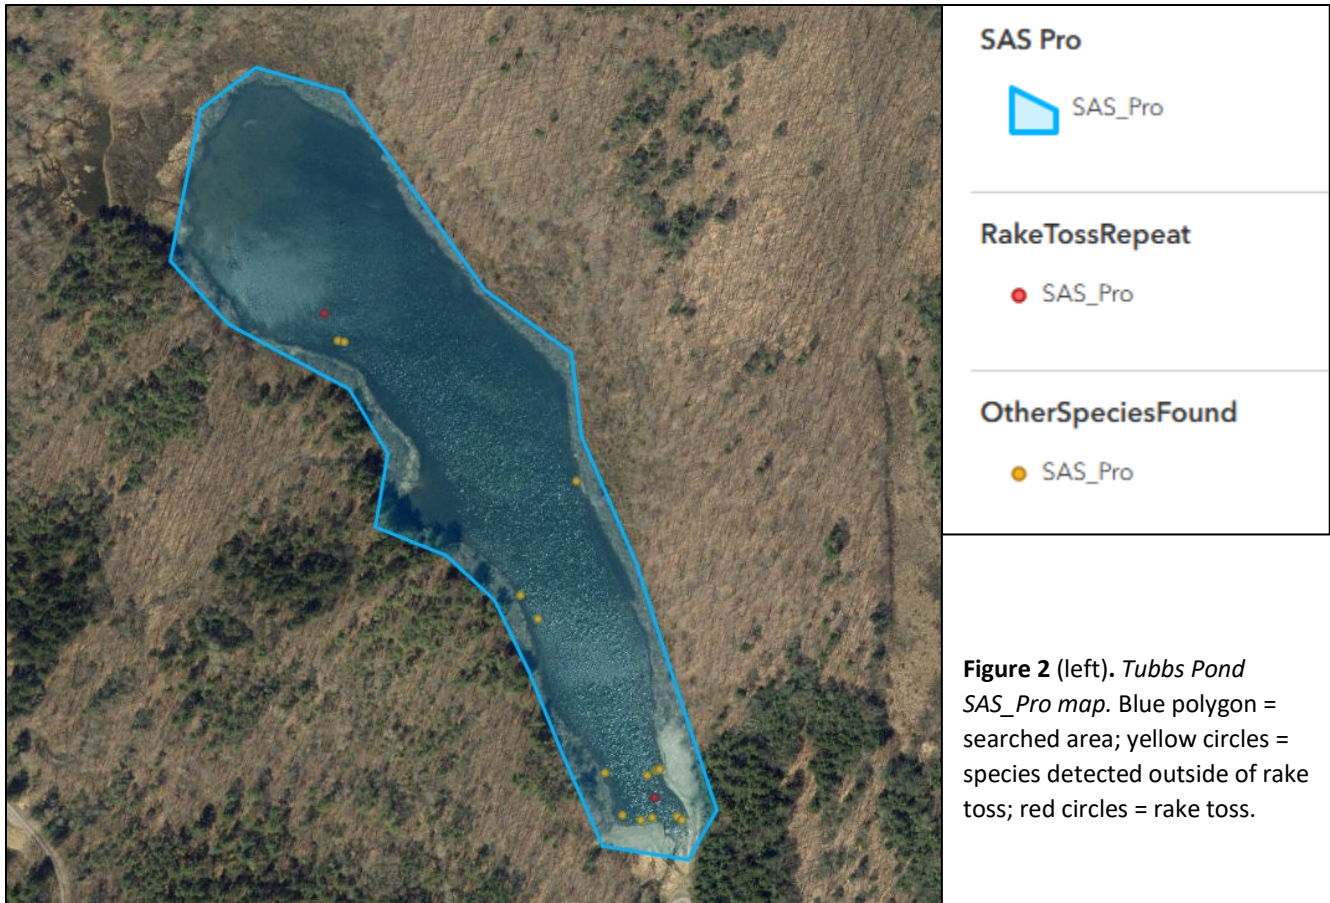 SAS Pro
SAS_Pro
RakeTossRepeat
SAS_Pro
OtherSpeciesFound
SAS_Pro
Figure 2 (left). Tubbs Pond
SAS_Pro map. Blue polygon =
searched area; yellow circles =
species detected outside of rake
toss; red circles = rake toss.